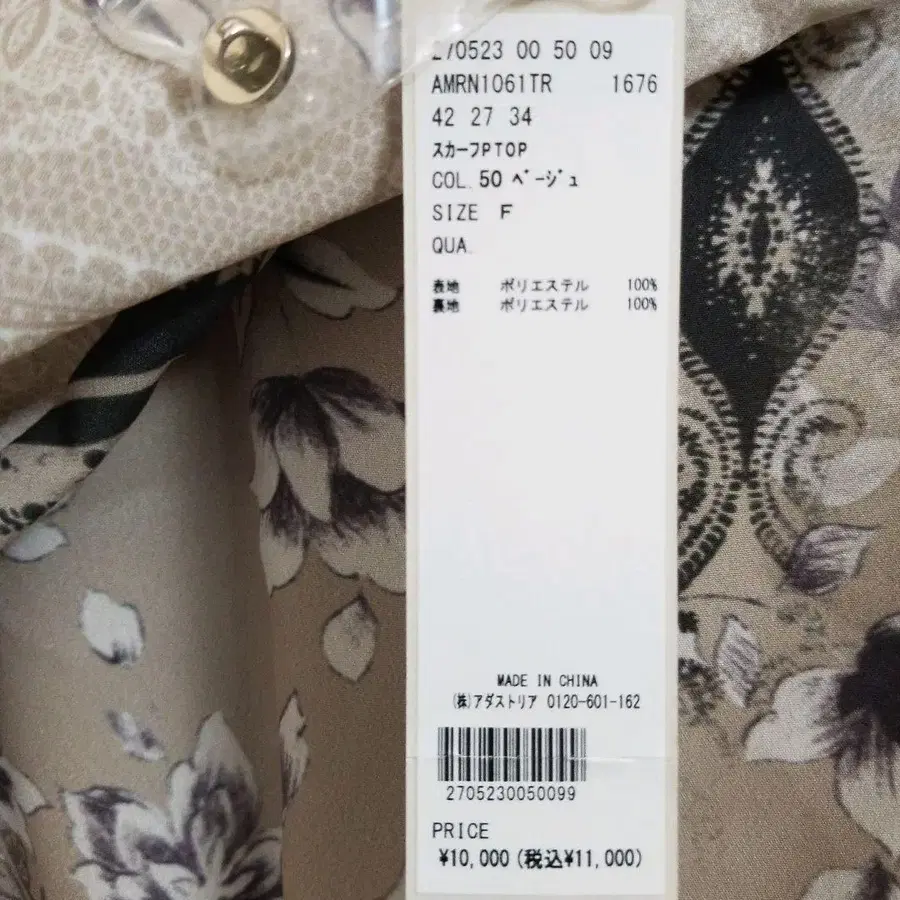 270523 00 50 09
AMRN1061TR 1676
42 27 34
スカーフPTOP
COL. 50 ベージュ
SIZE F
QUA.
表地 ポリエステル 100%
裏地 ポリエステル 100%
MADE IN CHINA
(株)アダストリア 0120-601-162
2705230050099
PRICE
¥10,000(税込¥11,000)